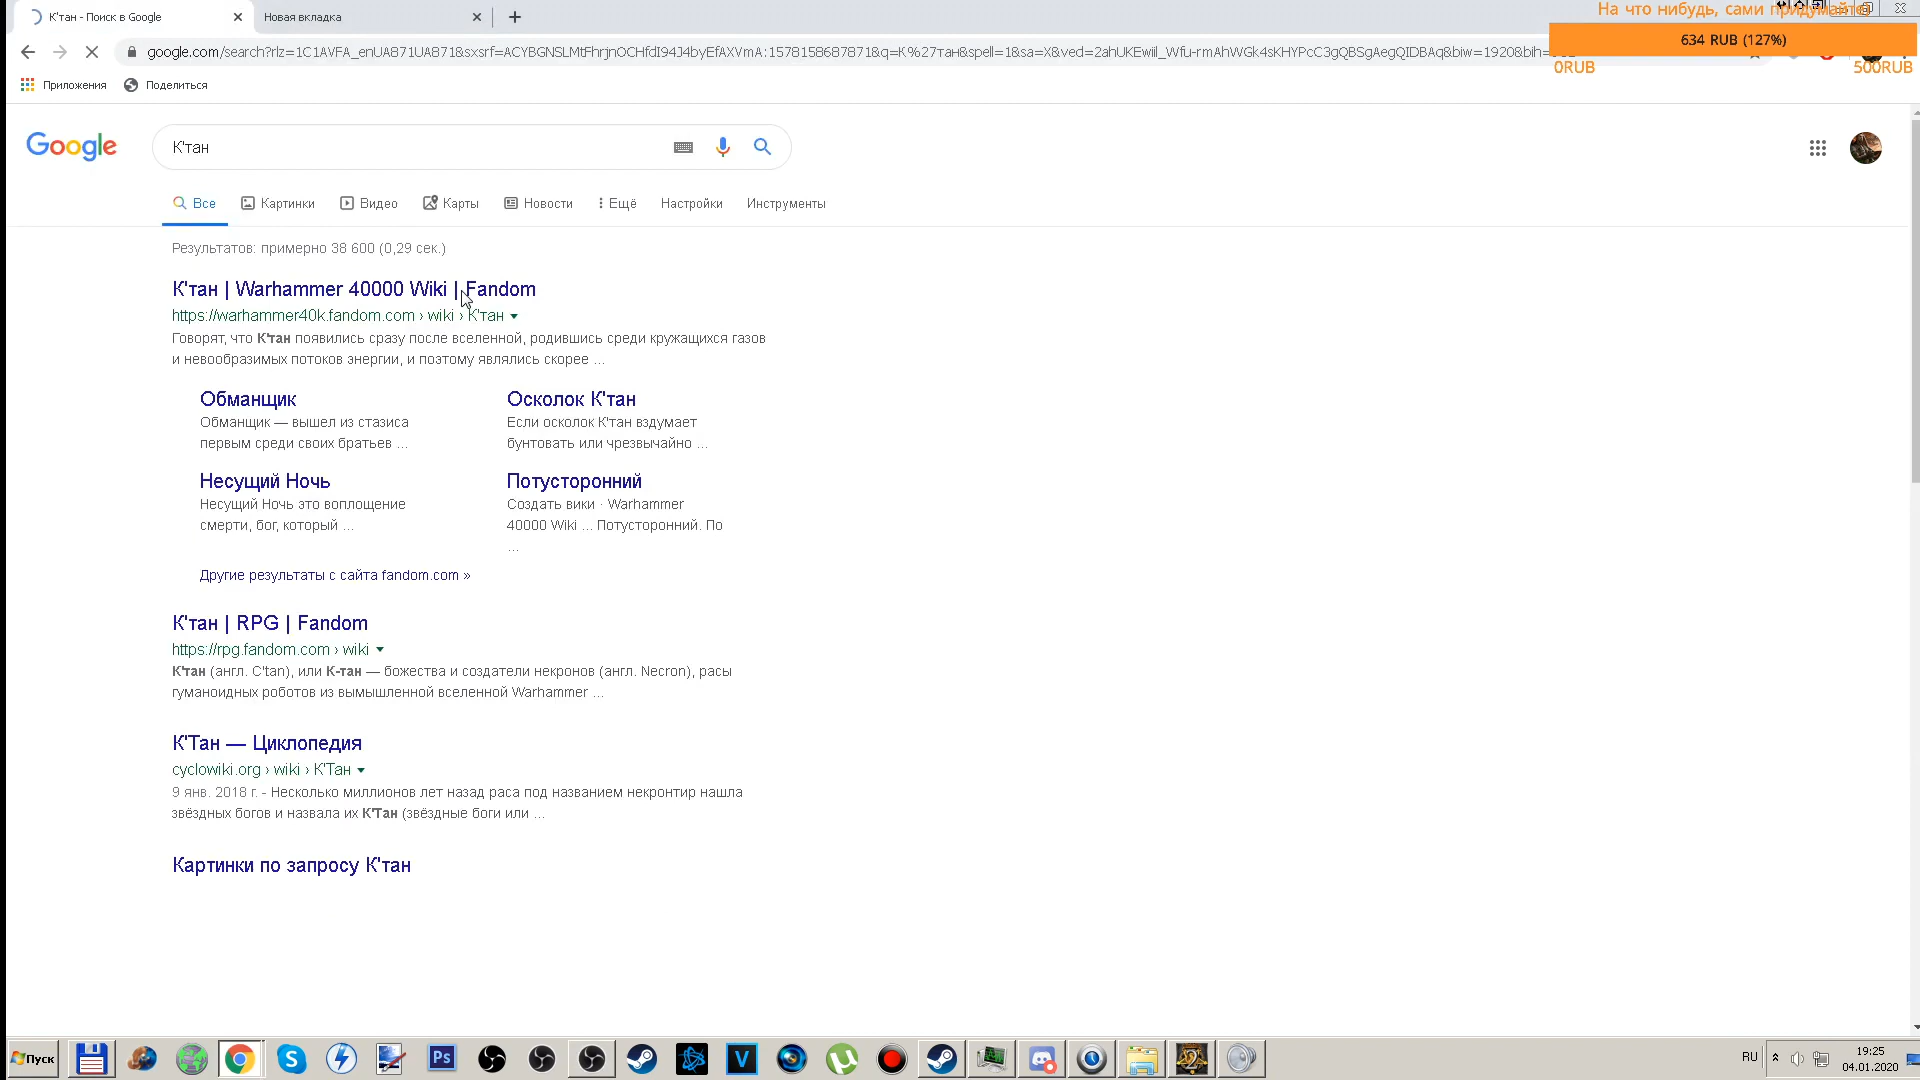 К'тан - Поиск в Google
Новая вкладка
На что нибудь, сами придумайте
634 RUB (127%)
0RUB
500RUB
google.com/search?rlz=1C1AVFA_enUA871UA871&sxsrf=ACYBGNSLMtFhrjnOCHfdI94J4byEfAXVmA:1578158687871&q=К%27тан&spell=1&sa=X&ved=2ahUKEwiil_Wfu-rmAhWGk4sKHYPcC3gQBSgAegQIDBAq&biw=1920&bih=
Приложения
Поделиться
Google
К'тан
Все
Картинки
Видео
Карты
Новости
Ещё
Настройки
Инструменты
Результатов: примерно 38 600 (0,29 сек.)
К'тан | Warhammer 40000 Wiki | Fandom
https://warhammer40k.fandom.com › wiki › К'тан
Говорят, что К'тан появились сразу после вселенной, родившись среди кружащихся газов
и невообразимых потоков энергии, и поэтому являлись скорее ...
Обманщик
Обманщик — вышел из стазиса
первым среди своих братьев ...
Осколок К'тан
Если осколок К'тан вздумает
бунтовать или чрезвычайно ...
Несущий Ночь
Несущий Ночь это воплощение
смерти, бог, который ...
Потусторонний
Создать вики · Warhammer
40000 Wiki ... Потусторонний. По
...
Другие результаты с сайта fandom.com »
К'тан | RPG | Fandom
https://rpg.fandom.com › wiki
К'тан (англ. C'tan), или К-тан — божества и создатели некронов (англ. Necron), расы
гуманоидных роботов из вымышленной вселенной Warhammer ...
К'Тан — Циклопедия
cyclowiki.org › wiki › К'Тан
9 янв. 2018 г. - Несколько миллионов лет назад раса под названием некронтир нашла
звёздных богов и назвала их К'Тан (звёздные боги или ...
Картинки по запросу К'тан
Пуск
Ps
RU
19:25
04.01.2020